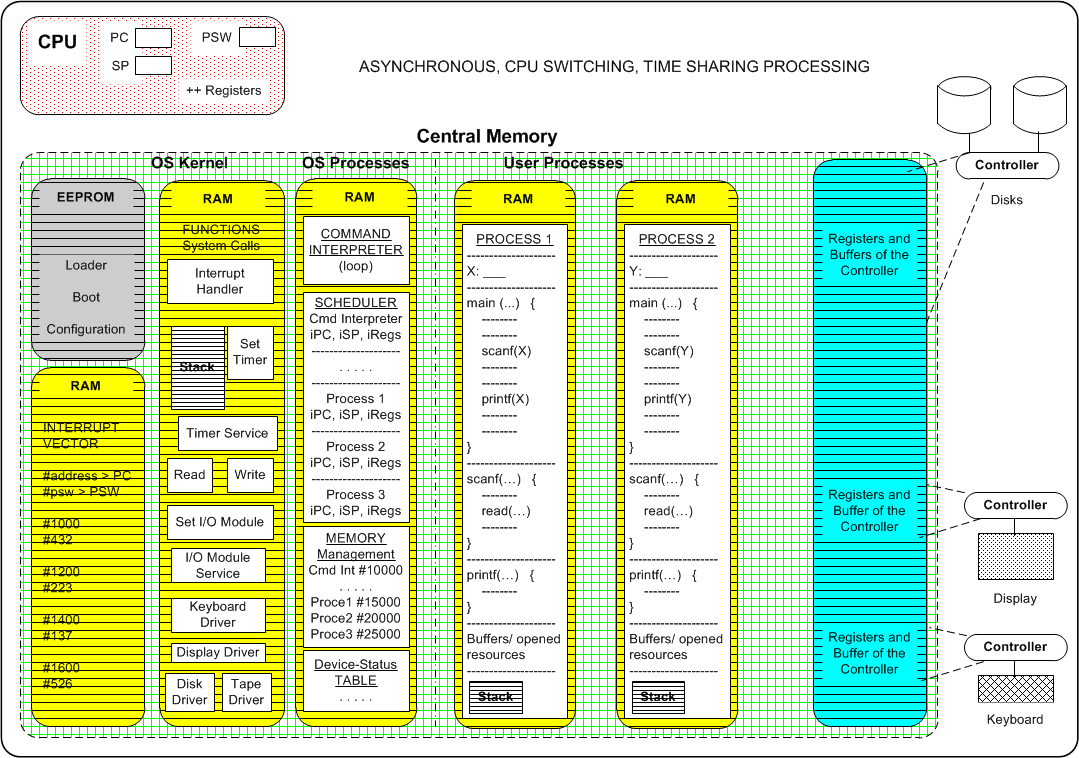 CPU
PC
PSW
SP
++ Registers
ASYNCHRONOUS, CPU SWITCHING, TIME SHARING PROCESSING
Central Memory
OS Kernel
OS Processes
User Processes
EEPROM
Loader
Boot
Configuration
RAM
INTERRUPT
VECTOR
#address > PC
#psw > PSW
#1000
#432
#1200
#223
#1400
#137
#1600
#526
RAM
FUNCTIONS
System Calls
Interrupt
Handler
Stack
Set
Timer
Timer Service
Read
Write
Set I/O Module
I/O Module
Service
Keyboard
Driver
Display Driver
Disk
Driver
Tape
Driver
RAM
COMMAND
INTERPRETER
(loop)
SCHEDULER
Cmd Interpreter
iPC, iSP, iRegs
--------------------
. . . . .
--------------------
Process 1
iPC, iSP, iRegs
--------------------
Process 2
iPC, iSP, iRegs
--------------------
Process 3
iPC, iSP, iRegs
MEMORY
Management
Cmd Int #10000
. . . . .
Proce1 #15000
Proce2 #20000
Proce3 #25000
Device-Status
TABLE
. . . . .
RAM
PROCESS 1
--------------------
X: ___
--------------------
main (...) {
--------
--------
scanf(X)
--------
--------
printf(X)
--------
--------
}
--------------------
scanf(…) {
--------
read(…)
--------
}
--------------------
printf(…) {
--------
}
--------------------
Buffers/ opened
resources
--------------------
Stack
RAM
PROCESS 2
--------------------
Y: ___
--------------------
main (...) {
--------
--------
scanf(Y)
--------
--------
printf(Y)
--------
--------
}
--------------------
scanf(…) {
--------
read(…)
--------
}
--------------------
printf(…) {
--------
}
--------------------
Buffers/ opened
resources
--------------------
Stack
Registers and
Buffers of the
Controller
Registers and
Buffer of the
Controller
Registers and
Buffer of the
Controller
Controller
Disks
Controller
Display
Controller
Keyboard